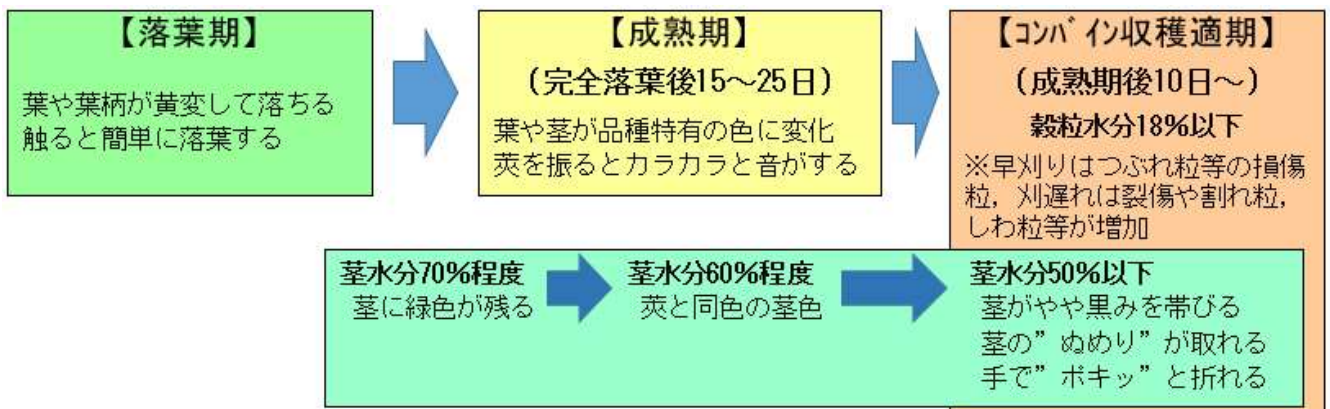 【落葉期】
葉や葉柄が黄変して落ちる
触ると簡単に落葉する
【成熟期】
（完全落葉後15～25日）
葉や茎が品種特有の色に変化
莢を振るとカラカラと音がする
【コンバイン収穫適期】
（成熟期後10日～）
穀粒水分18%以下
※早刈りはつぶれ粒等の損傷
粒，刈遅れは裂傷や割れ粒，
しわ粒等が増加
茎水分70%程度
茎に緑色が残る
茎水分60%程度
莢と同色の茎色
茎水分50%以下
茎がやや黒みを帯びる
茎の”ぬめり”が取れる
手で”ポキッ”と折れる